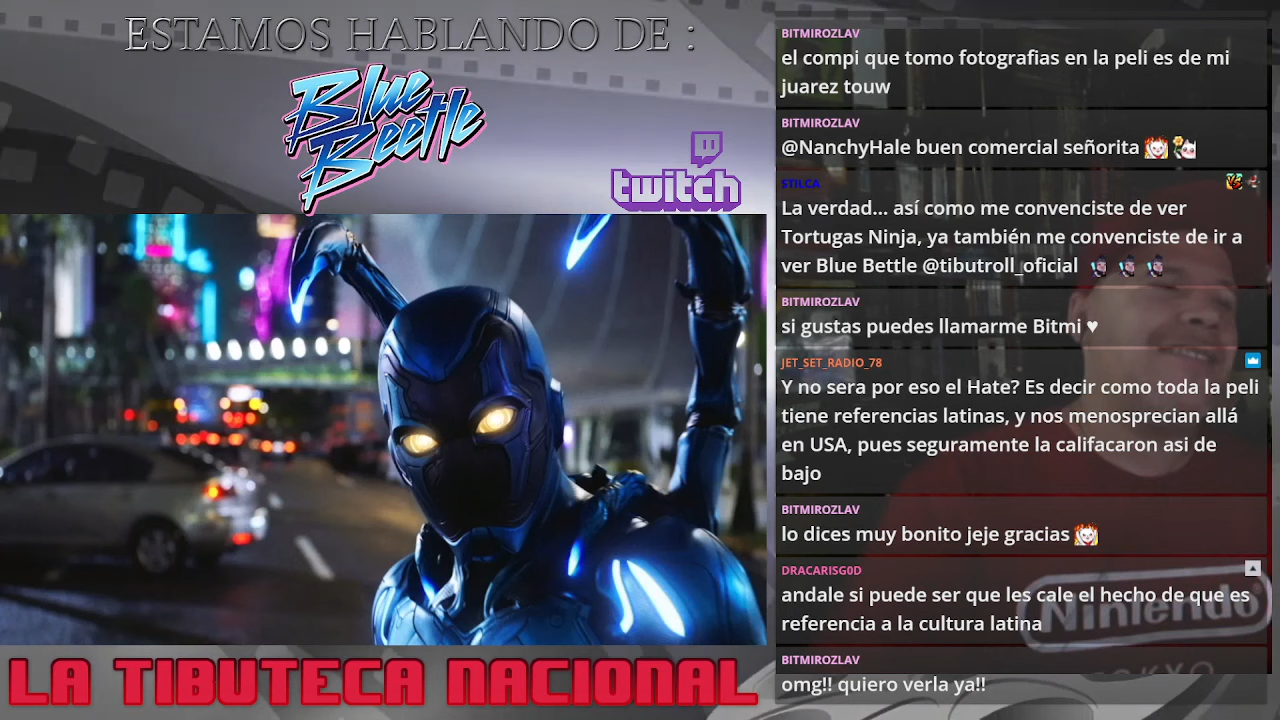 ESTAMOS HABLANDO DE :
Blue
Beetle
twitch
LA TIBUTECA NACIONAL
BITMIROZLAV
el compi que tomo fotografias en la peli es de mi
juarez touw
BITMIROZLAV
@NanchyHale buen comercial señorita
STILCA
La verdad... así como me convenciste de ver
Tortugas Ninja, ya también me convenciste de ir a
ver Blue Bettle @tibutroll_oficial
BITMIROZLAV
si gustas puedes llamarme Bitmi ♥
JET_SET_RADIO_78
Y no sera por eso el Hate? Es decir como toda la peli
tiene referencias latinas, y nos menosprecian allá
en USA, pues seguramente la califacaron asi de
bajo
BITMIROZLAV
lo dices muy bonito jeje gracias
DRACARISG0D
andale si puede ser que les cale el hecho de que es
referencia a la cultura latina
Nintendo
BITMIROZLAV
omg!! quiero verla ya!!